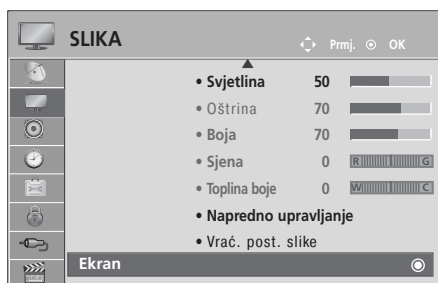 SLIKA Prmj. OK
• Svjetlina 50
• Oštrina 70
• Boja 70
• Sjena 0 R G
• Toplina boje 0 W C
• Napredno upravljanje
• Vrać. post. slike
Ekran